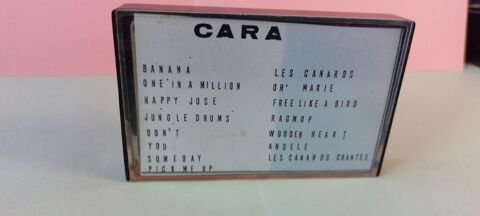 CARA
BANANA
ONE IN A MILLION
HAPPY JOSE
JUNGLE DRUMS
DON'T
YOU
SOMEDAY
PICK ME UP
LES CANARDS
OH' MARIE
FREE LIKE A BIRD
RAGMOP
WOODEN HEART
ANGELE
LES CANARDS CHANTES